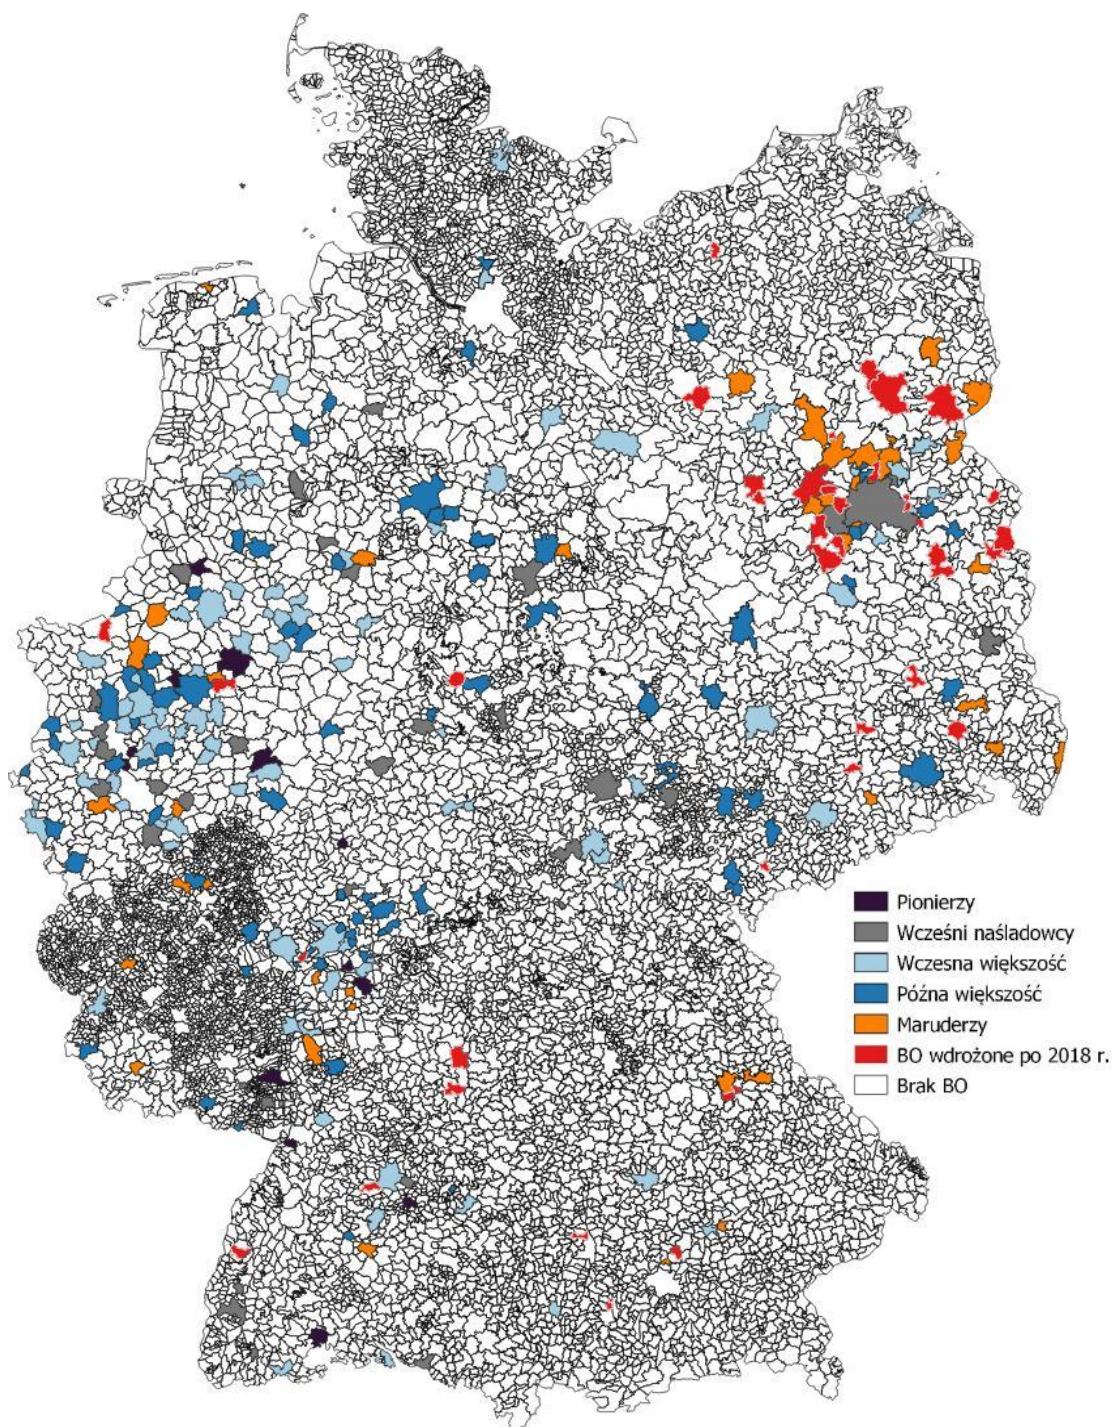 Pionierzy
Wcześni naśladowcy
Wczesna większość
Późna większość
Maruderzy
BO wdrożone po 2018 r.
Brak BO